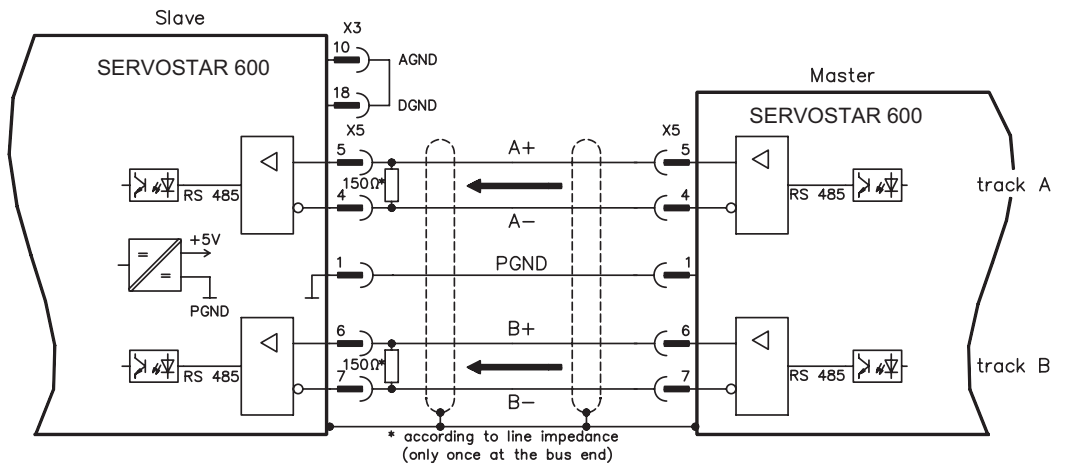 Slave
X3
SERVOSTAR 600
10
AGND
18
DGND
Master
SERVOSTAR 600
X5
X5
5
A+
5
150Ω*
RS 485
4
A-
4
RS 485
track A
=
=
+5V
PGND
1
PGND
1
6
B+
6
150Ω*
RS 485
7
B-
7
RS 485
track B
* according to line impedance
(only once at the bus end)